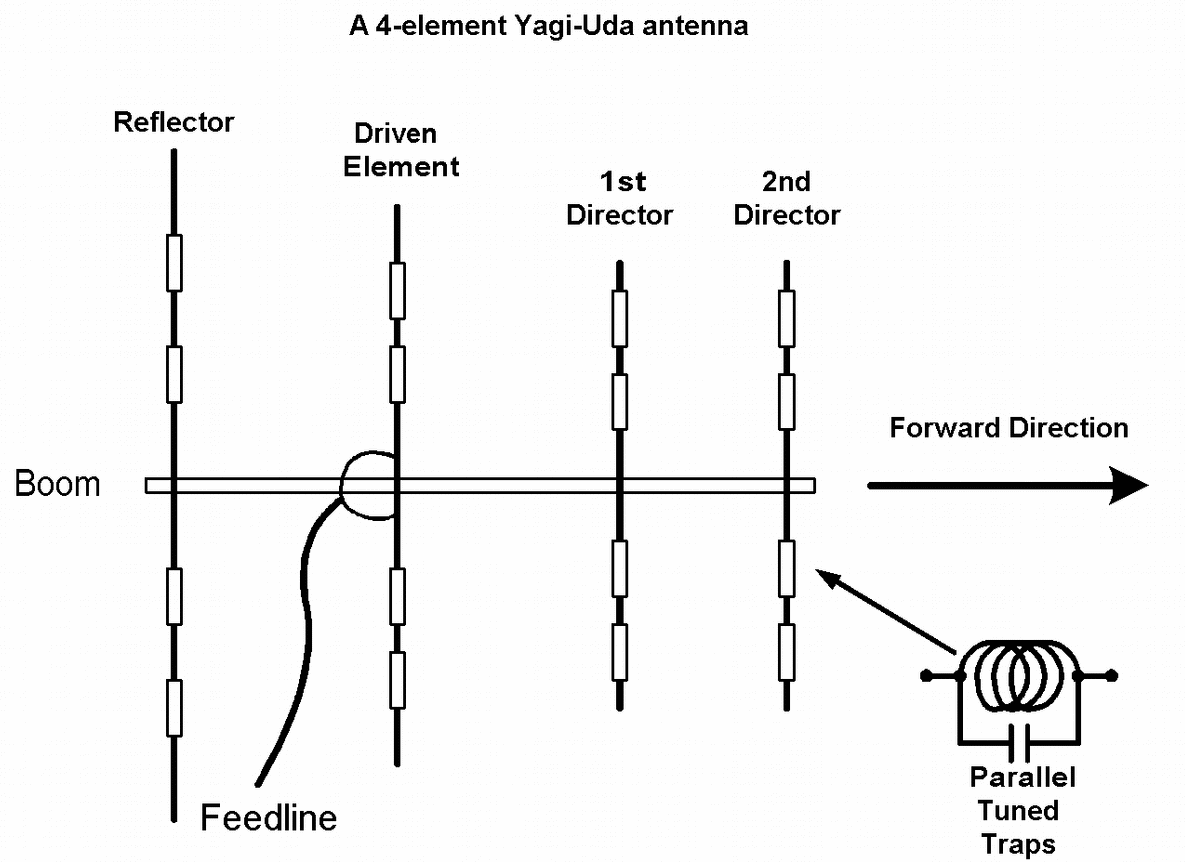 A 4-element Yagi-Uda antenna
Reflector
Driven
Element
1st
Director
2nd
Director
Forward Direction
Boom
Feedline
Parallel
Tuned
Traps